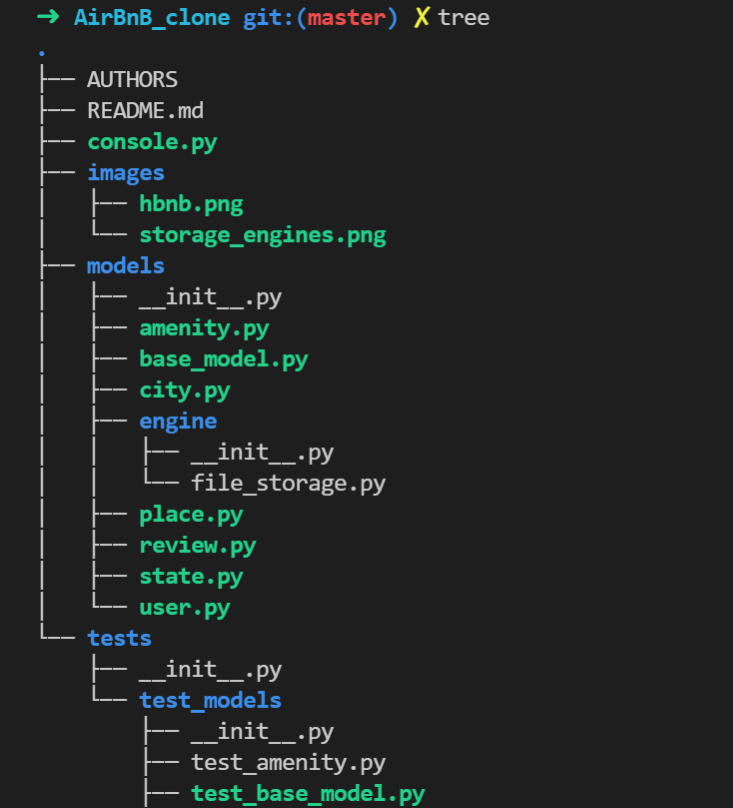 ➜ AirBnB_clone git:(master) ✗ tree
.
├── AUTHORS
├── README.md
├── console.py
├── images
│   ├── hbnb.png
│   └── storage_engines.png
├── models
│   ├── __init__.py
│   ├── amenity.py
│   ├── base_model.py
│   ├── city.py
│   ├── engine
│   │   ├── __init__.py
│   │   └── file_storage.py
│   ├── place.py
│   ├── review.py
│   ├── state.py
│   └── user.py
└── tests
    ├── __init__.py
    └── test_models
        ├── __init__.py
        ├── test_amenity.py
        ├── test_base_model.py